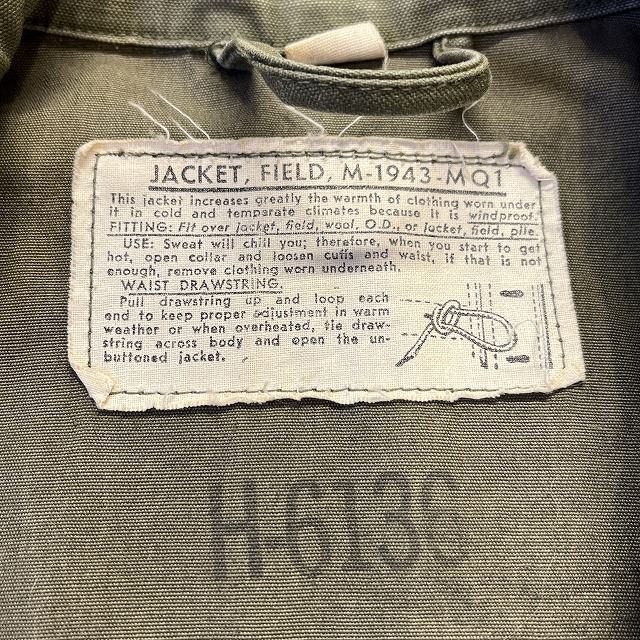 JACKET, FIELD, M-1943-MQ1
This jacket increases greatly the warmth of clothing worn under
it in cold and temperate climates because it is windproof.
FITTING: Fit over jacket, field, wool, O.D., or jacket, field, pile.
USE: Sweat will chill you; therefore, when you start to get
hot, open collar and loosen cuffs and waist, if that is not
enough, remove clothing worn underneath.
WAIST DRAWSTRING.
Pull drawstring up and loop each
end to keep proper adjustment in warm
weather or when overheated, tie draw-
string across body and open the un-
buttoned jacket.
H-6136